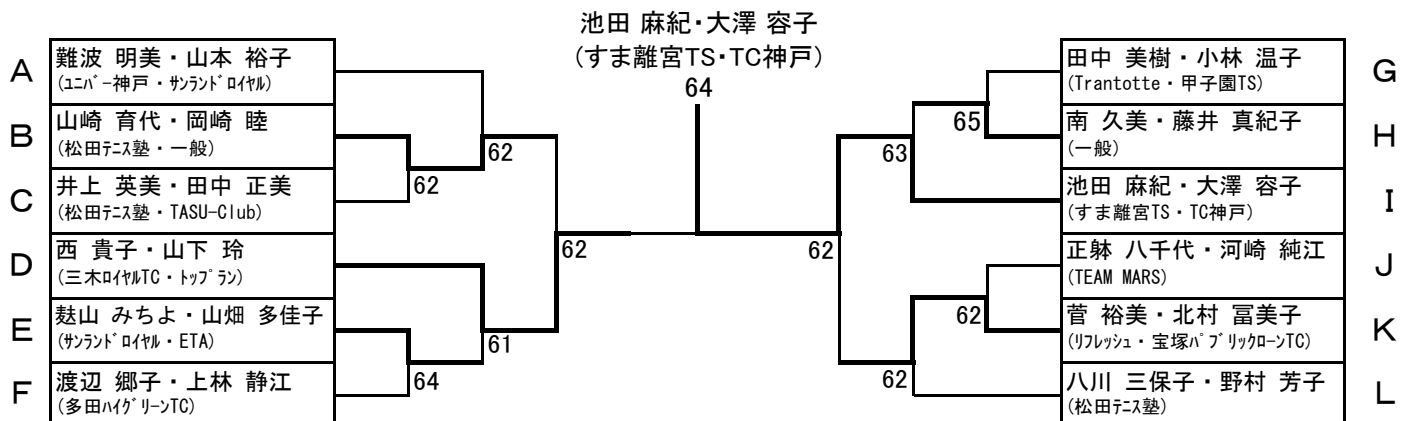 池田 麻紀・大澤 容子
(すま離宮TS・TC神戸)
64
A
難波 明美・山本 裕子
(ﾕﾆﾊﾞｰ神戸・ｻﾝﾗﾝﾄﾞﾛｲﾔﾙ)
B
山崎 育代・岡崎 睦
(松田ﾃﾆｽ塾・一般)
62
62
C
井上 英美・田中 正美
(松田ﾃﾆｽ塾・TASU-Club)
D
西 貴子・山下 玲
(三木ﾛｲﾔﾙTC・ﾄｯﾌﾟﾗﾝ)
62
E
麸山 みちよ・山畑 多佳子
(ｻﾝﾗﾝﾄﾞﾛｲﾔﾙ・ETA)
61
64
F
渡辺 郷子・上林 静江
(多田ﾊｲｸﾞﾘｰﾝTC)
田中 美樹・小林 温子
(Trantotte・甲子園TS)
G
65
南 久美・藤井 真紀子
(一般)
H
63
池田 麻紀・大澤 容子
(すま離宮TS・TC神戸)
I
62
正躰 八千代・河崎 純江
(TEAM MARS)
J
62
菅 裕美・北村 冨美子
(ﾘﾌﾚｯｼｭ・宝塚ﾊﾟﾌﾞﾘｯｸﾛｰﾝTC)
K
62
八川 三保子・野村 芳子
(松田ﾃﾆｽ塾)
L